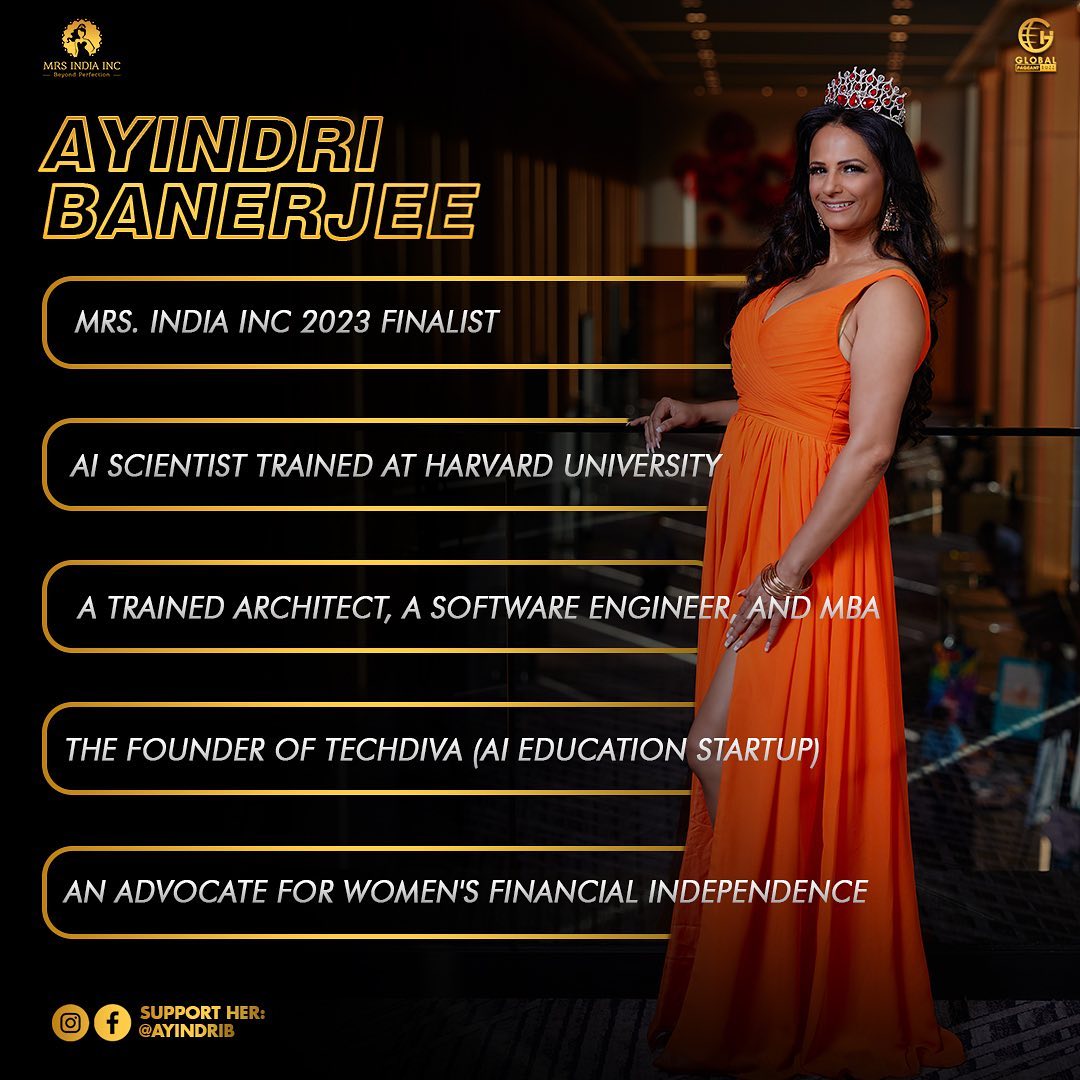 MRS INDIA INC
Beyond Perfection
GLOBAL
AYINDRI
BANERJEE
MRS. INDIA INC 2023 FINALIST
AI SCIENTIST TRAINED AT HARVARD UNIVERSITY
A TRAINED ARCHITECT, A SOFTWARE ENGINEER, AND MBA
THE FOUNDER OF TECHDIVA (AI EDUCATION STARTUP)
AN ADVOCATE FOR WOMEN'S FINANCIAL INDEPENDENCE
SUPPORT HER:
@AYINDRIB